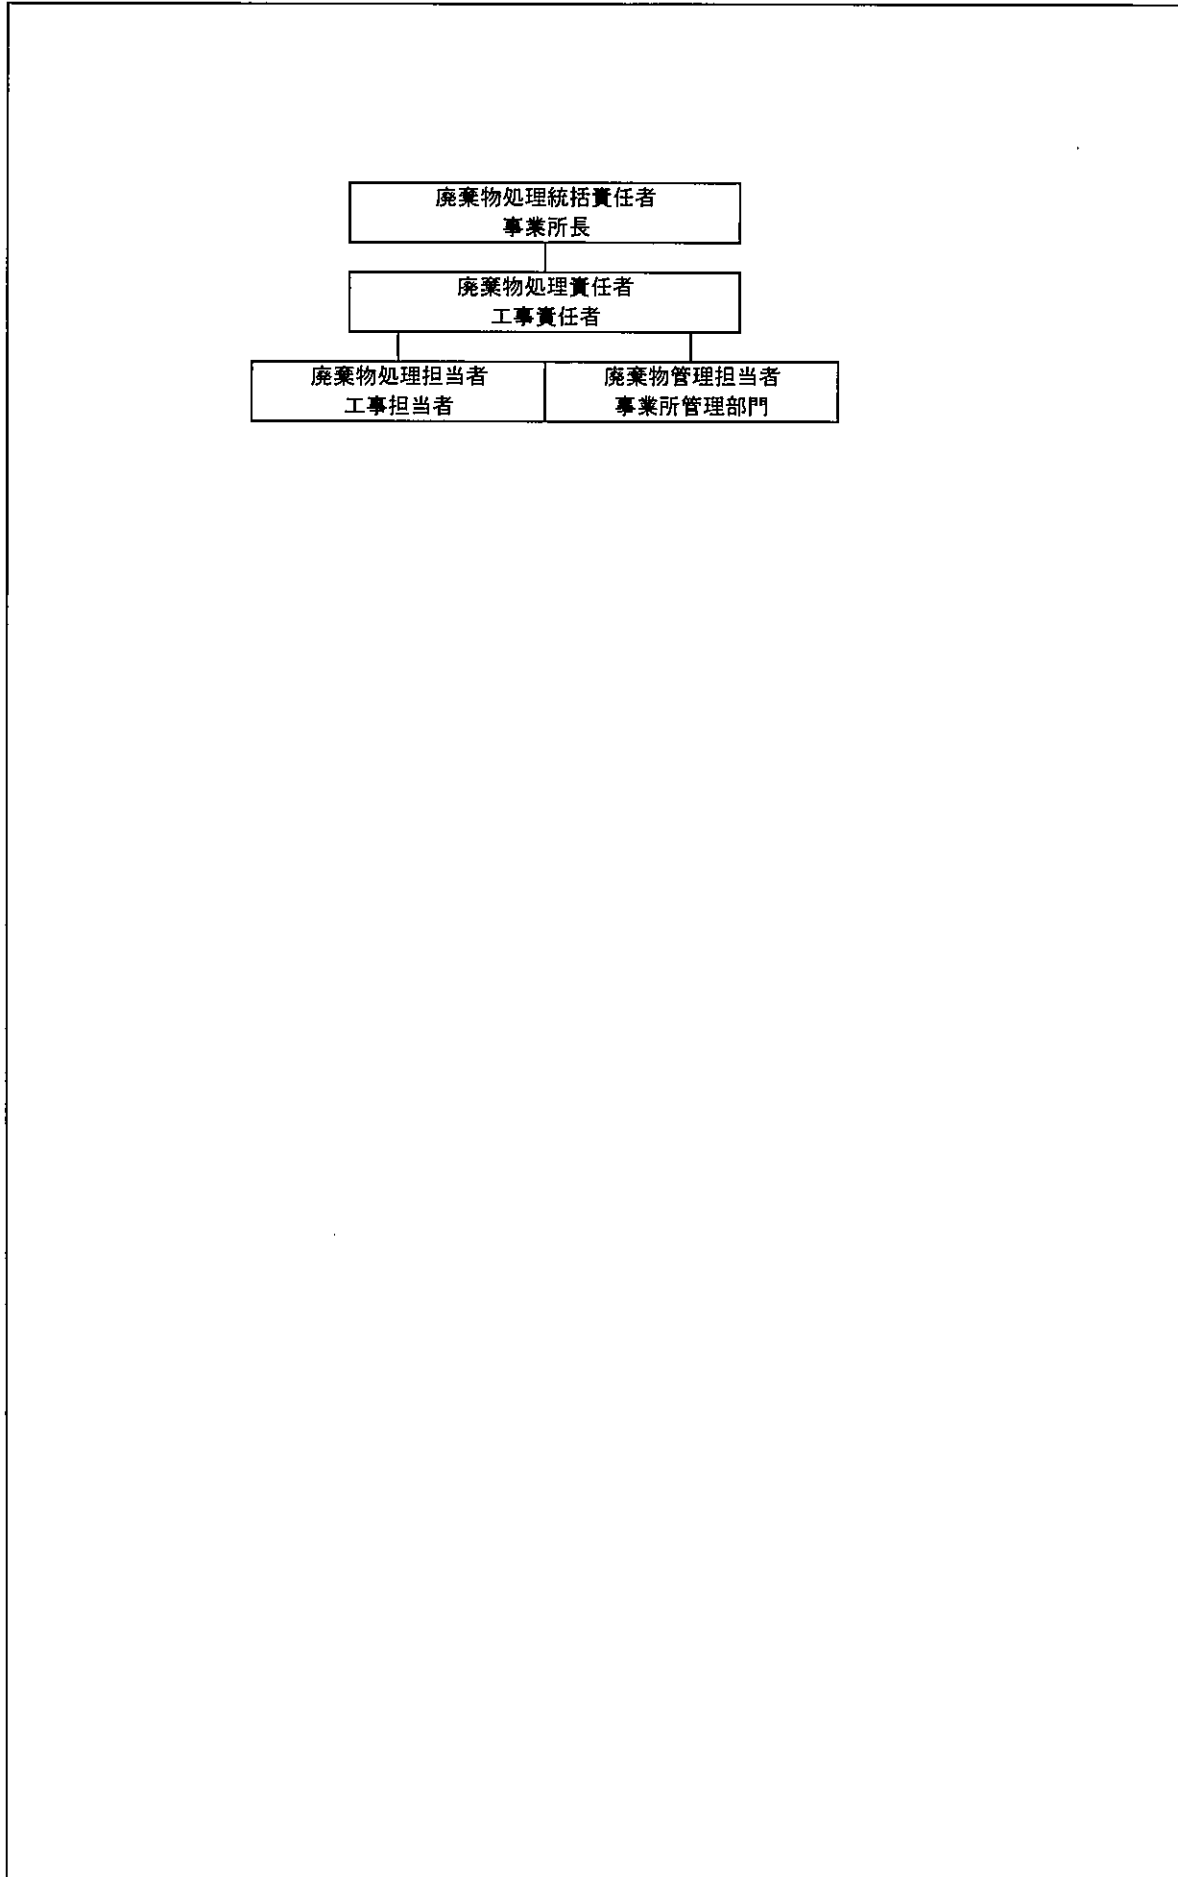 廃棄物処理統括責任者
事業所長
廃棄物処理責任者
工事責任者
廃棄物処理担当者
工事担当者
廃棄物管理担当者
事業所管理部門